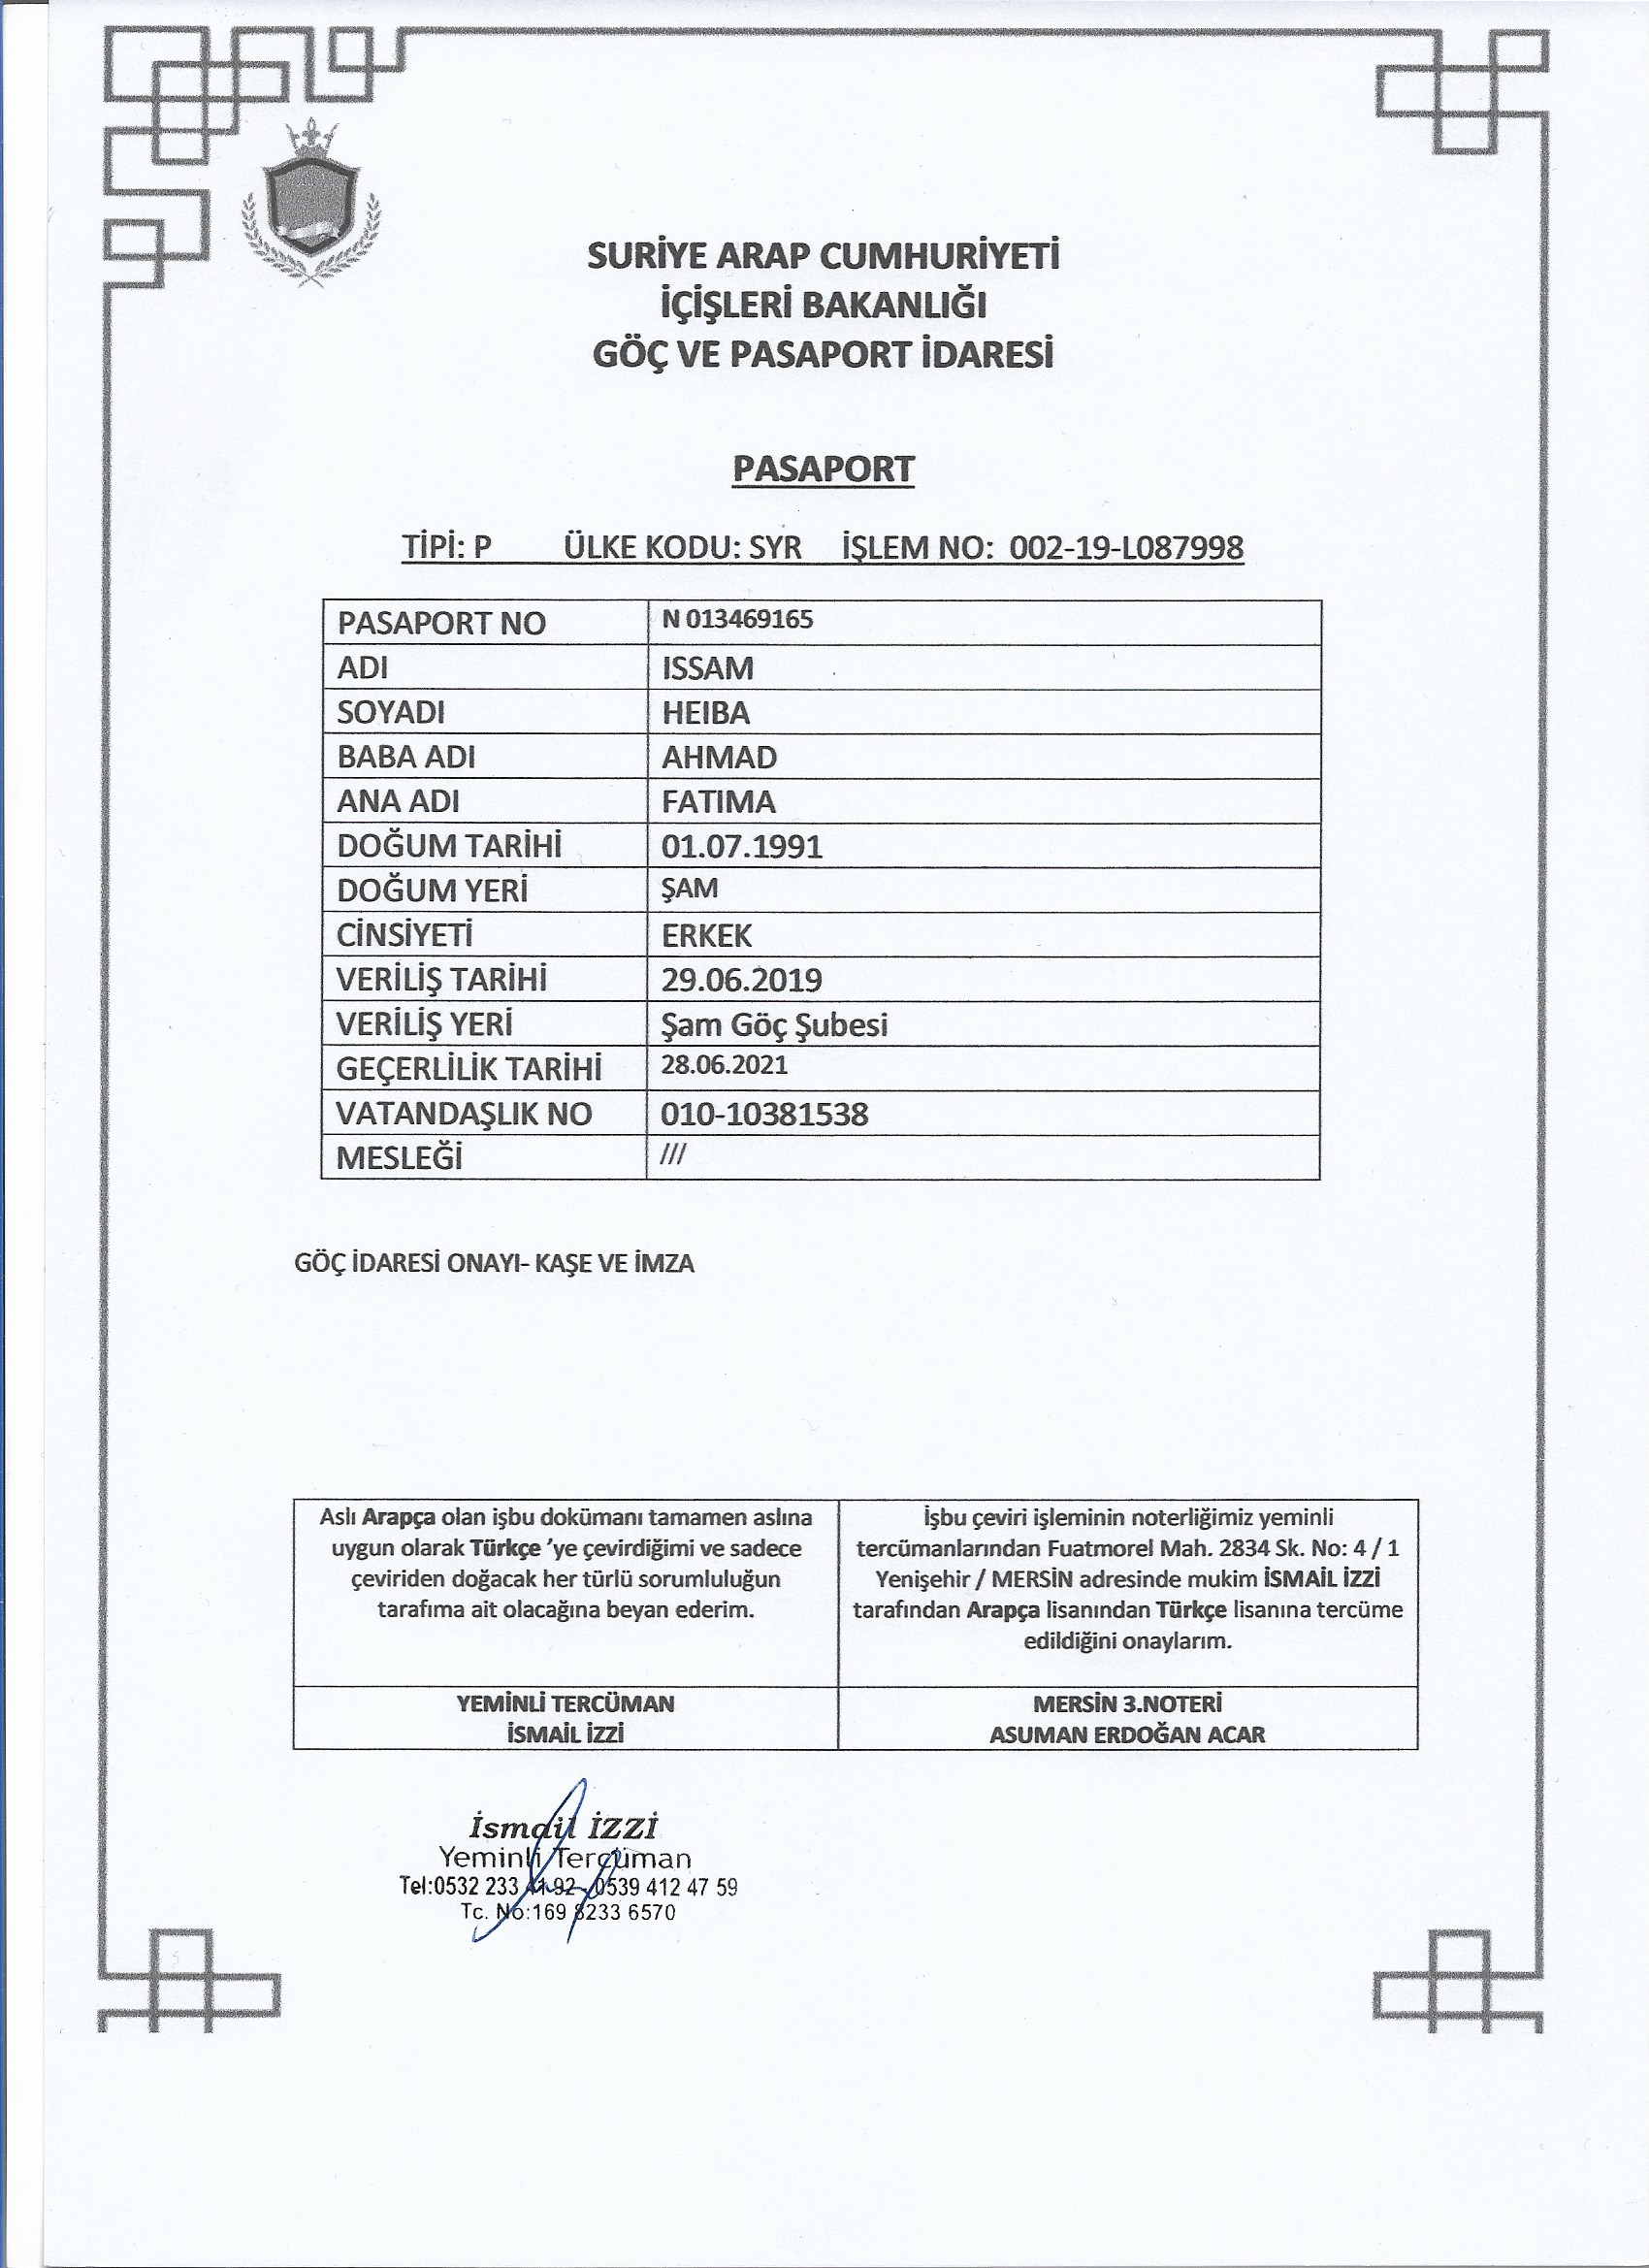 SURİYE ARAP CUMHURİYETİ
İÇİŞLERİ BAKANLIĞI
GÖÇ VE PASAPORT İDARESİ
PASAPORT
TİPİ: P ÜLKE KODU: SYR İŞLEM NO: 002-19-L087998
PASAPORT NO N 013469165
ADI ISSAM
SOYADI HEIBA
BABA ADI AHMAD
ANA ADI FATIMA
DOĞUM TARİHİ 01.07.1991
DOĞUM YERİ ŞAM
CİNSİYETİ ERKEK
VERİLİŞ TARİHİ 29.06.2019
VERİLİŞ YERİ Şam Göç Şubesi
GEÇERLİLİK TARİHİ 28.06.2021
VATANDAŞLIK NO 010-10381538
MESLEĞİ ///
GÖÇ İDARESİ ONAYI- KAŞE VE İMZA
Aslı Arapça olan işbu dokümanı tamamen aslına
uygun olarak Türkçe 'ye çevirdiğimi ve sadece
çeviriden doğacak her türlü sorumluluğun
tarafıma ait olacağına beyan ederim.
YEMİNLİ TERCÜMAN
İSMAİL İZZİ
İşbu çeviri işleminin noterliğimiz yeminli
tercümanlarından Fuatmorel Mah. 2834 Sk. No: 4 / 1
Yenişehir / MERSİN adresinde mukim İSMAİL İZZİ
tarafından Arapça lisanından Türkçe lisanına tercüme
edildiğini onaylarım.
MERSİN 3.NOTERİ
ASUMAN ERDOĞAN ACAR
İsmail İZZİ
Yeminli Tercüman
Tel:0532 233 41 92 - 0539 412 47 59
Tc. No:169 8233 6570